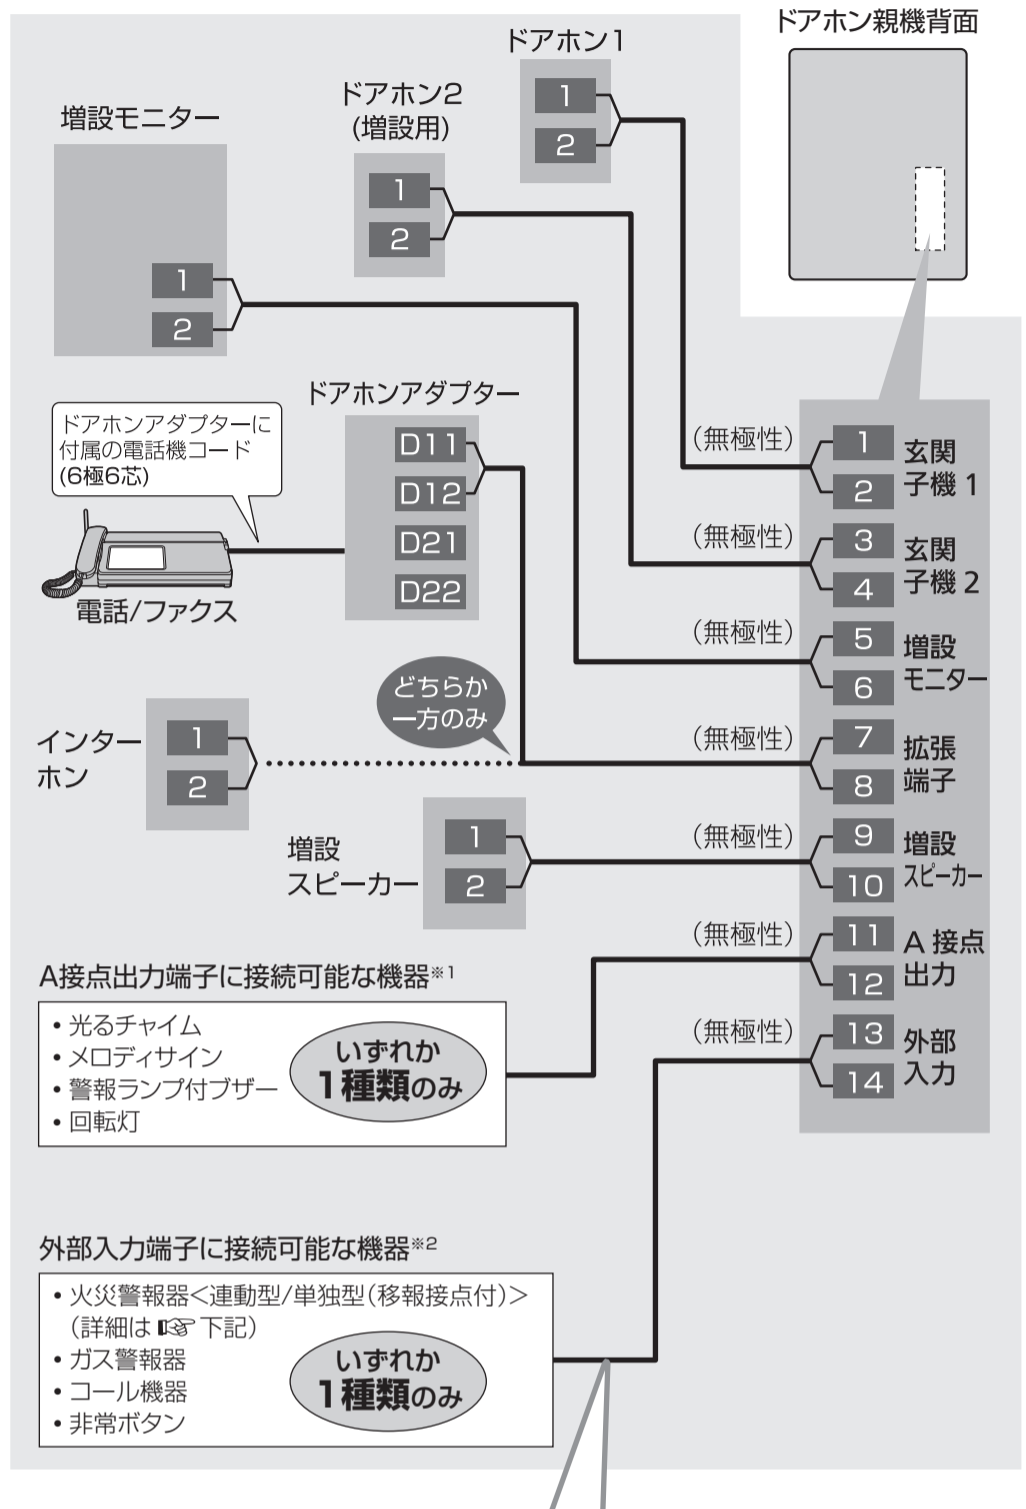 ドアホン親機背面
ドアホン1
1
2
ドアホン2
(増設用)
1
2
増設モニター
1
2
ドアホンアダプター
D11
D12
D21
D22
ドアホンアダプターに
付属の電話機コード
(6極6芯)
電話/ファクス
どちらか
一方のみ
インター
ホン
1
2
増設
スピーカー
1
2
(無極性)
1
2
玄関
子機 1
(無極性)
3
4
玄関
子機 2
(無極性)
5
6
増設
モニター
(無極性)
7
8
拡張
端子
(無極性)
9
10
増設
スピーカー
(無極性)
11
12
A 接点
出力
(無極性)
13
14
外部
入力
A接点出力端子に接続可能な機器※1
• 光るチャイム
• メロディサイン
• 警報ランプ付ブザー
• 回転灯
いずれか
1種類のみ
外部入力端子に接続可能な機器※2
• 火災警報器<連動型/単独型(移報接点付)>
(詳細は ☞ 下記)
• ガス警報器
• コール機器
• 非常ボタン
いずれか
1種類のみ